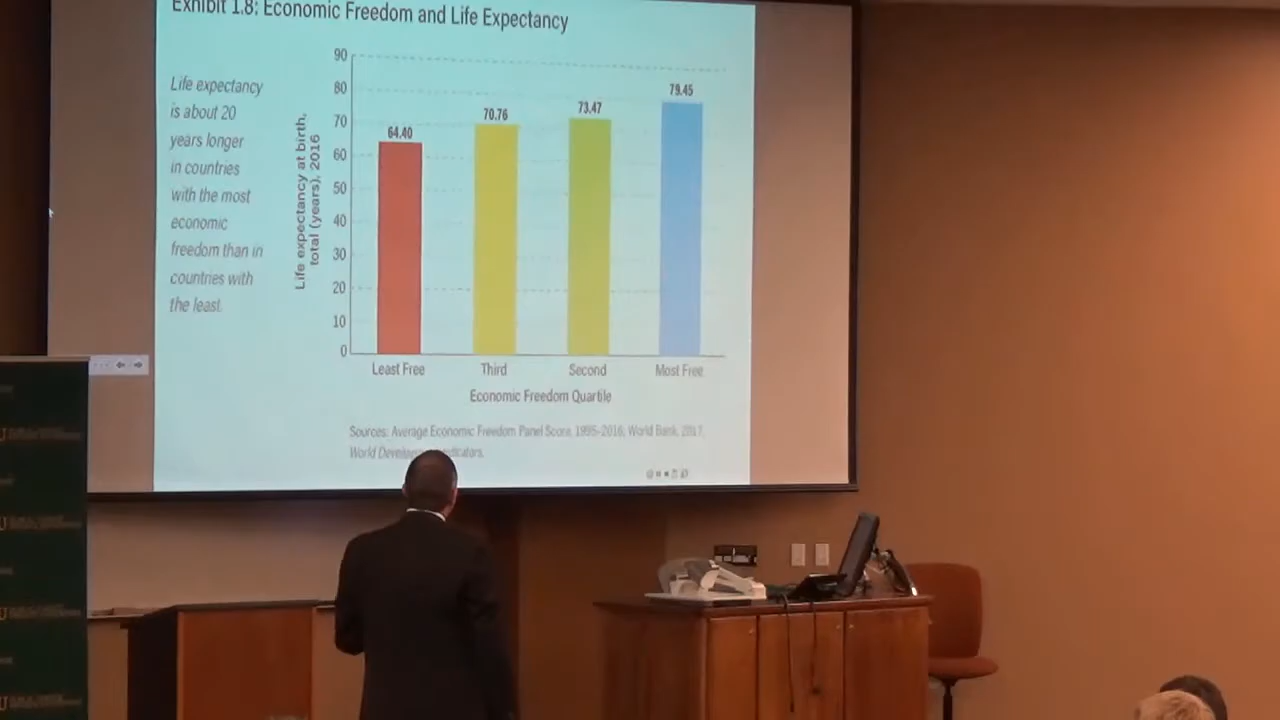 Exhibit 1.8: Economic Freedom and Life Expectancy
Life expectancy
is about 20
years longer
in countries
with the most
economic
freedom than in
countries with
the least.
Life expectancy at birth,
total (years), 2016
90
80
70
60
50
40
30
20
10
0
64.40
70.76
73.47
79.45
Least Free
Third
Second
Most Free
Economic Freedom Quartile
Sources: Average Economic Freedom Panel Score, 1995–2016; World Bank, 2017,
World Indicators.